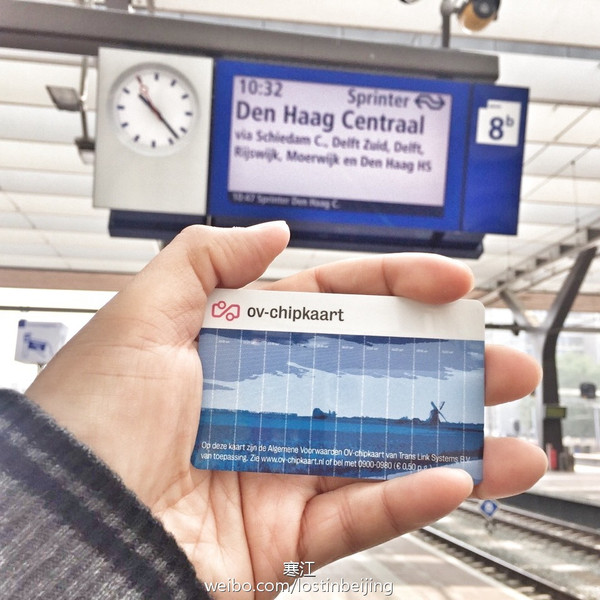 10:32
Sprinter
Den Haag Centraal
via Schiedam C., Delft Zuid, Delft,
Rijswijk, Moerwijk en Den Haag HS
10:47 Sprinter Den Haag C.
8b
ov-chipkaart
Op deze kaart zijn de Algemene Voorwaarden OV-chipkaart van Trans Link Systems B.V.
van toepassing. Zie www.ov-chipkaart.nl of bel met 0900-0980 (€ 0,50 p.g.)
寒江
weibo.com/lostinbeijing